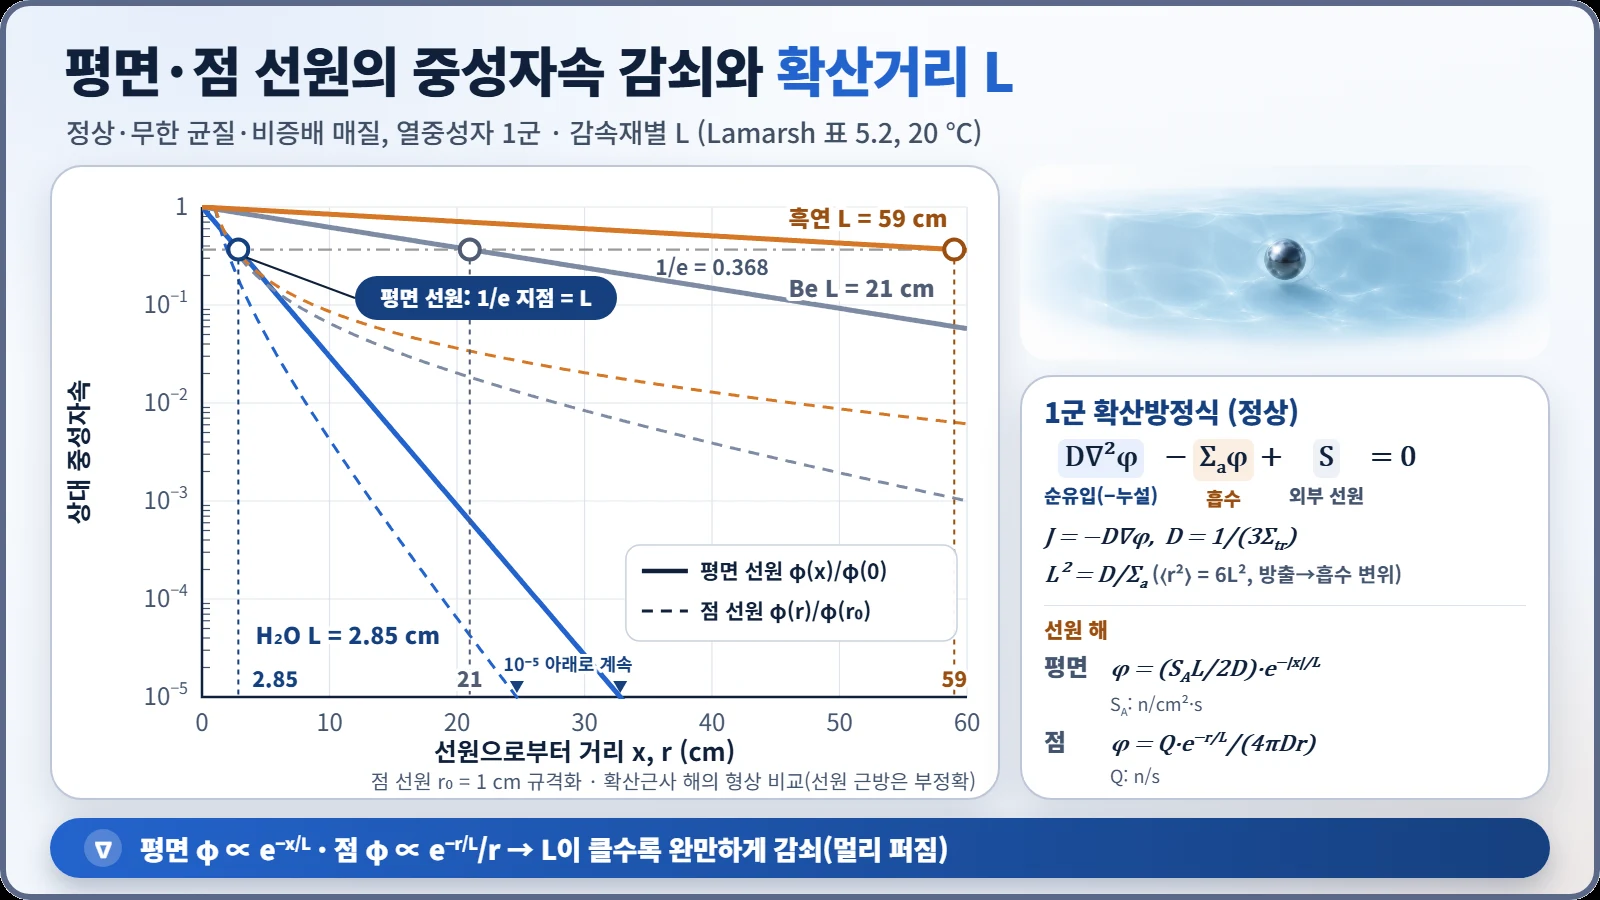 평면·점 선원의 중성자속 감쇠와 확산거리 L
정상·무한 균질·비증배 매질, 열중성자 1군 · 감속재별 L (Lamarsh 표 5.2, 20 °C)
상대 중성자속
1
10⁻¹
10⁻²
10⁻³
10⁻⁴
10⁻⁵
흑연 L = 59 cm
1/e = 0.368
Be L = 21 cm
평면 선원: 1/e 지점 = L
평면 선원 ϕ(x)/ϕ(0)
점 선원 ϕ(r)/ϕ(r₀)
H₂O L = 2.85 cm
10⁻⁵ 아래로 계속
2.85
21
59
0 10 20 30 40 50 60
선원으로부터 거리 x, r (cm)
점 선원 r₀ = 1 cm 규격화 · 확산근사 해의 형상 비교(선원 근방은 부정확)
1군 확산방정식 (정상)
D∇²φ − Σₐφ + S = 0
순유입(−누설) 흡수 외부 선원
J = −D∇φ, D = 1/(3Σₜᵣ)
L² = D/Σₐ (⟨r²⟩ = 6L², 방출→흡수 변위)
선원 해
평면 φ = (S_A L/2D)·e^−|x|/L
S_A: n/cm²·s
점 φ = Q·e^−r/L/(4πDr)
Q: n/s
∇ 평면 ϕ ∝ e^−x/L · 점 ϕ ∝ e^−r/L/r → L이 클수록 완만하게 감쇠(멀리 퍼짐)